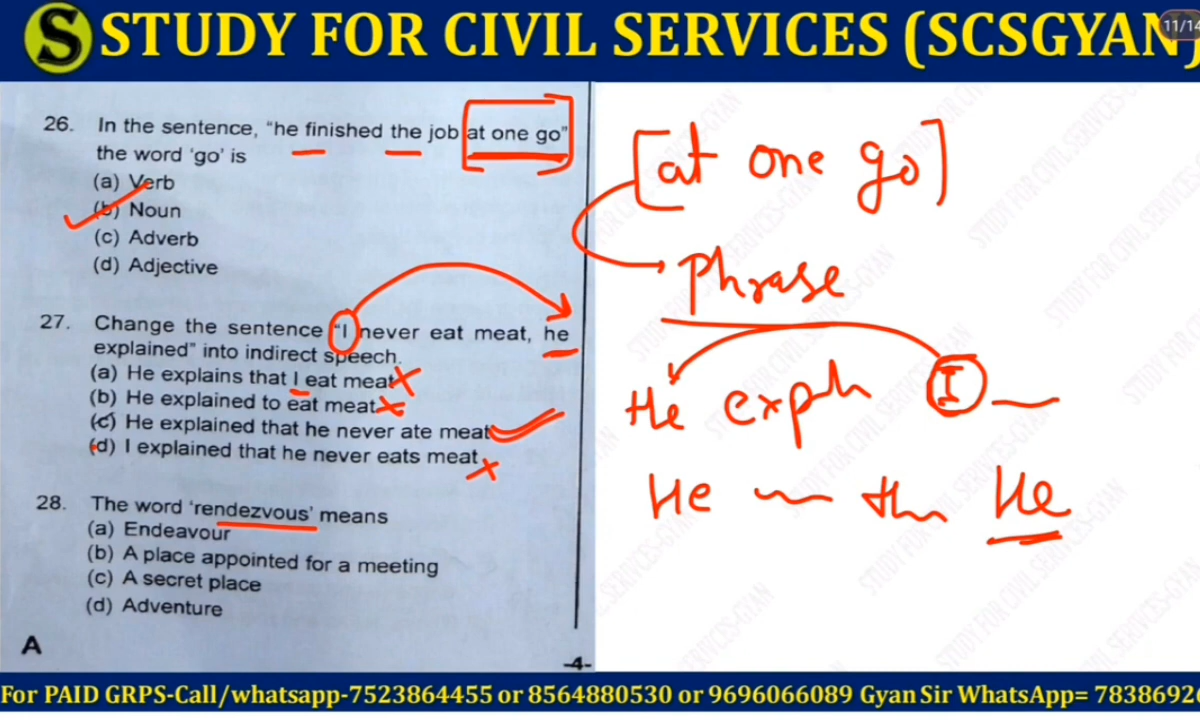 S STUDY FOR CIVIL SERVICES (SCSGYAN)
11/14
26. In the sentence, "he finished the job at one go"
the word 'go' is
(a) Verb
(b) Noun
(c) Adverb
(d) Adjective
27. Change the sentence "I never eat meat, he
explained" into indirect speech.
(a) He explains that I eat meat
(b) He explained to eat meat
(c) He explained that he never ate meat
(d) I explained that he never eats meat
28. The word 'rendezvous' means
(a) Endeavour
(b) A place appointed for a meeting
(c) A secret place
(d) Adventure
A
-4-
[at one go]
Phrase
He I
He He
For PAID GRPS-Call/whatsapp-7523864455 or 8564880530 or 9696066089 Gyan Sir WhatsApp= 7838692